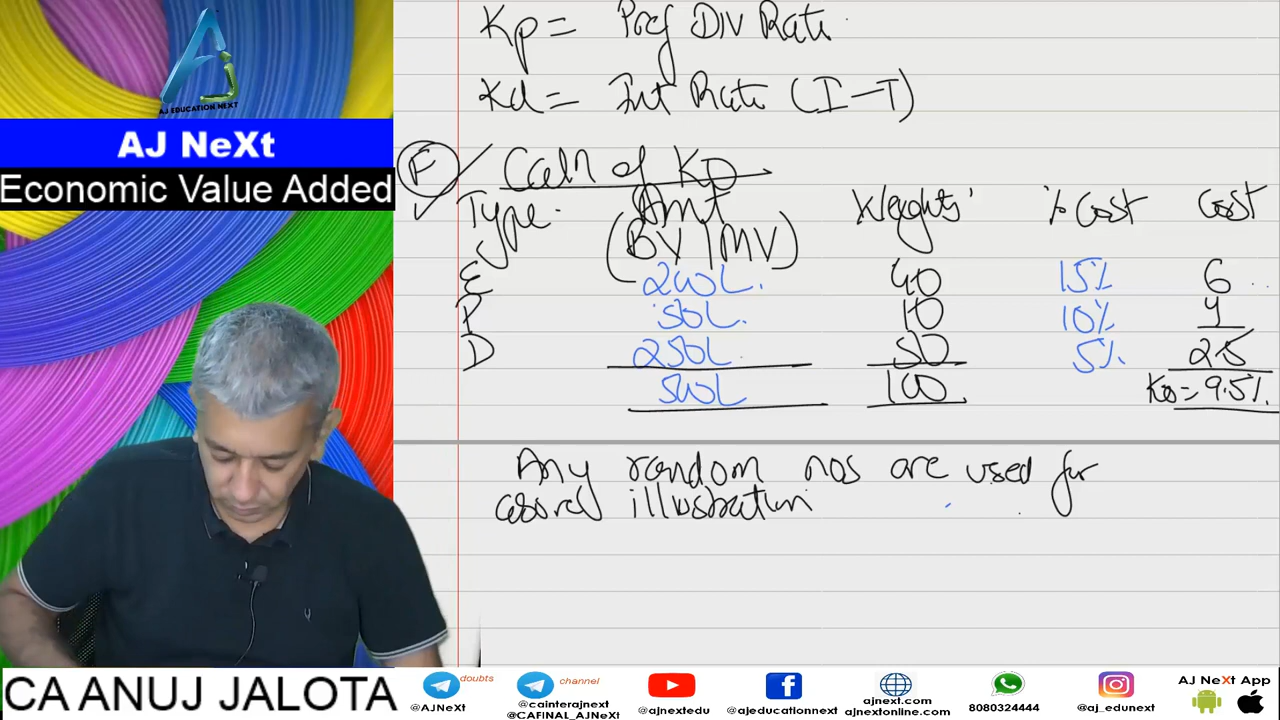 Kp = Pref Div Rate
Kd = Int Rate (I-T)
AJ EDUCATION NEXT
AJ NeXt
Economic Value Added
F Caln of Ko
Type Amt Weights % Cost Cost
(BV/MV)
E 200L. 40 15% 6
P 50L. 10 10% 1
D 250L. 50 5% 2.5
500L 100 Ko = 9.5%
Any random nos are used for
illustration
CA ANUJ JALOTA
doubts
@AJNeXt
channel
@cainterajnext
@CAFINAL_AJNeXt
@ajnextedu
@ajeducationnext
ajnext.com
ajnextonline.com
8080324444
@aj_edunext
AJ NeXt App